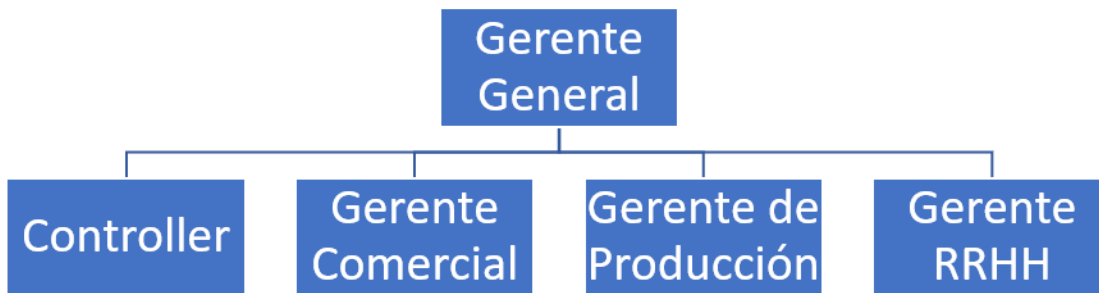 Gerente
General
Controller
Gerente
Comercial
Gerente de
Producción
Gerente
RRHH